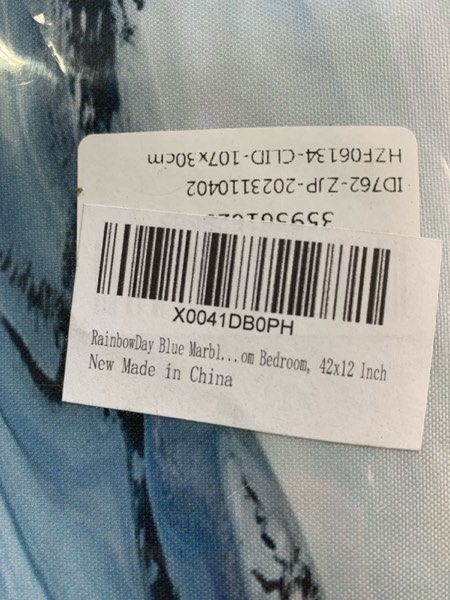 HZF06134-CLID-107x30cm
ID762-ZJP-2023110402
X0041DB0PH
RainbowDay Blue Marbl...om Bedroom, 42x12 Inch
New Made in China